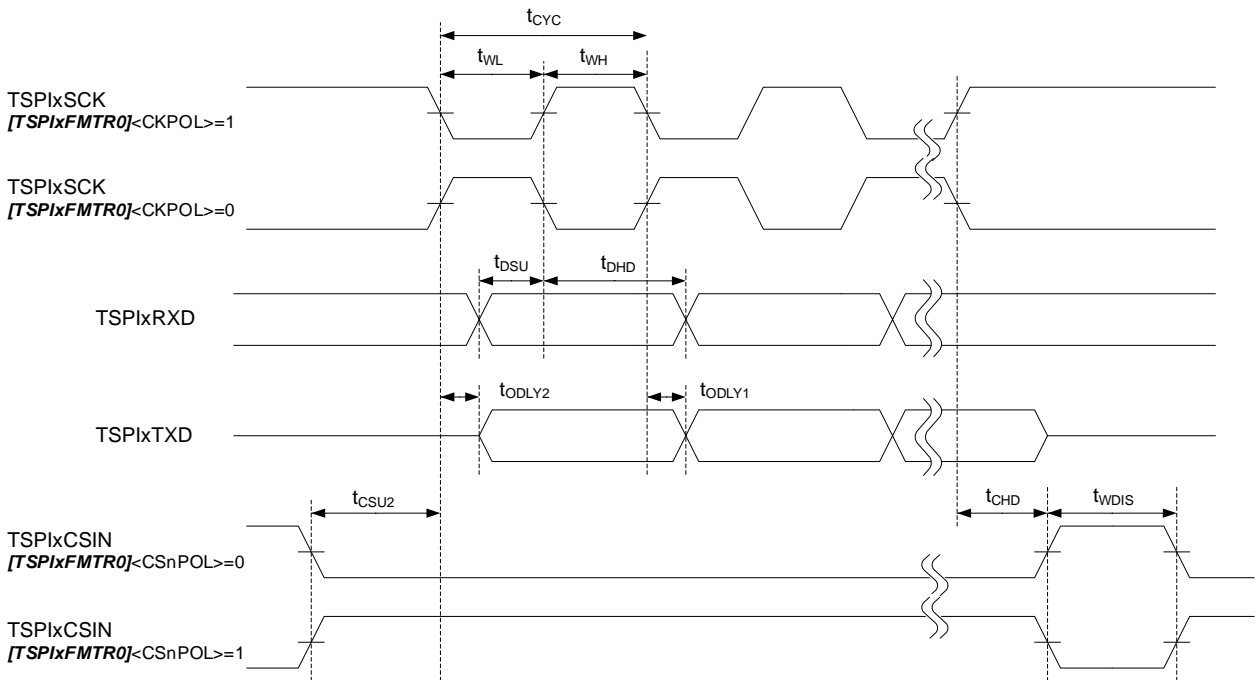 tCYC
tWL
tWH
TSPIxSCK
[TSPIxFMTR0]<CKPOL>=1
TSPIxSCK
[TSPIxFMTR0]<CKPOL>=0
tDSU
tDHD
TSPIxRXD
tODLY2
tODLY1
TSPIxTXD
tCSU2
tCHD
tWDIS
TSPIxCSIN
[TSPIxFMTR0]<CSnPOL>=0
TSPIxCSIN
[TSPIxFMTR0]<CSnPOL>=1